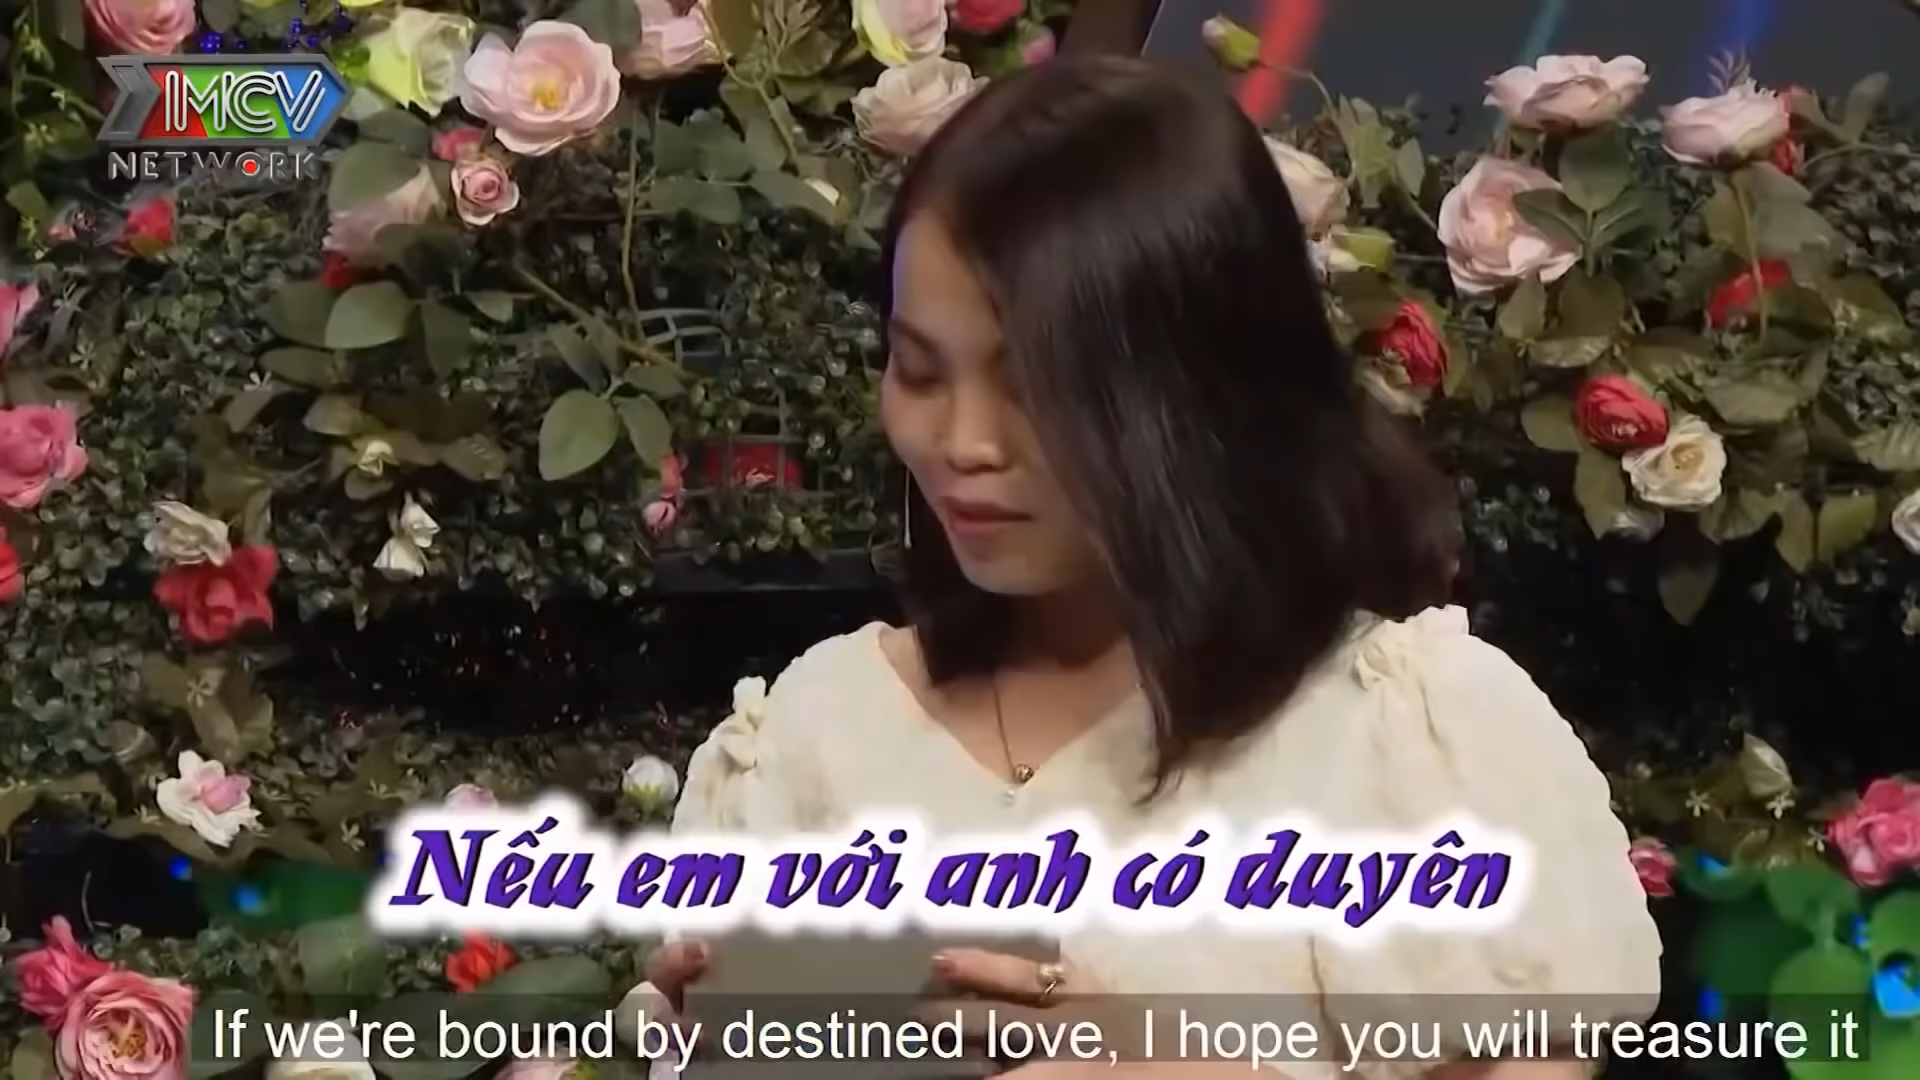 MCV
NETWORK
Nếu em với anh có duyên
If we're bound by destined love, I hope you will treasure it